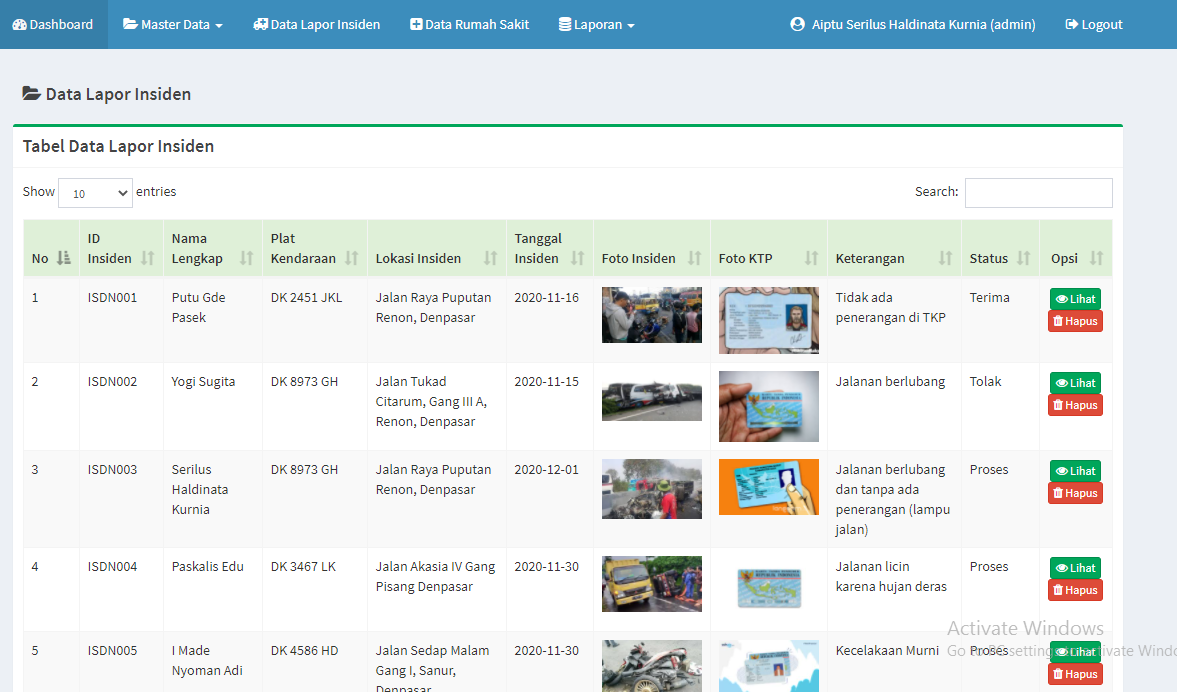 Dashboard Master Data Data Lapor Insiden Data Rumah Sakit Laporan Aiptu Serilus Haldinata Kurnia (admin) Logout
Data Lapor Insiden
Tabel Data Lapor Insiden
Show 10 entries Search:
No ID Insiden Nama Lengkap Plat Kendaraan Lokasi Insiden Tanggal Insiden Foto Insiden Foto KTP Keterangan Status Opsi
1 ISDN001 Putu Gde Pasek DK 2451 JKL Jalan Raya Puputan Renon, Denpasar 2020-11-16 Tidak ada penerangan di TKP Terima Lihat Hapus
2 ISDN002 Yogi Sugita DK 8973 GH Jalan Tukad Citarum, Gang III A, Renon, Denpasar 2020-11-15 Jalanan berlubang Tolak Lihat Hapus
3 ISDN003 Serilus Haldinata Kurnia DK 8973 GH Jalan Raya Puputan Renon, Denpasar 2020-12-01 Jalanan berlubang dan tanpa ada penerangan (lampu jalan) Proses Lihat Hapus
4 ISDN004 Paskalis Edu DK 3467 LK Jalan Akasia IV Gang Pisang Denpasar 2020-11-30 Jalanan licin karena hujan deras Proses Lihat Hapus
5 ISDN005 I Made Nyoman Adi DK 4586 HD Jalan Sedap Malam Gang I, Sanur, Denpasar 2020-11-30 Kecelakaan Murni Proses Lihat Hapus
Activate Windows
Go to PC settings to activate Windo